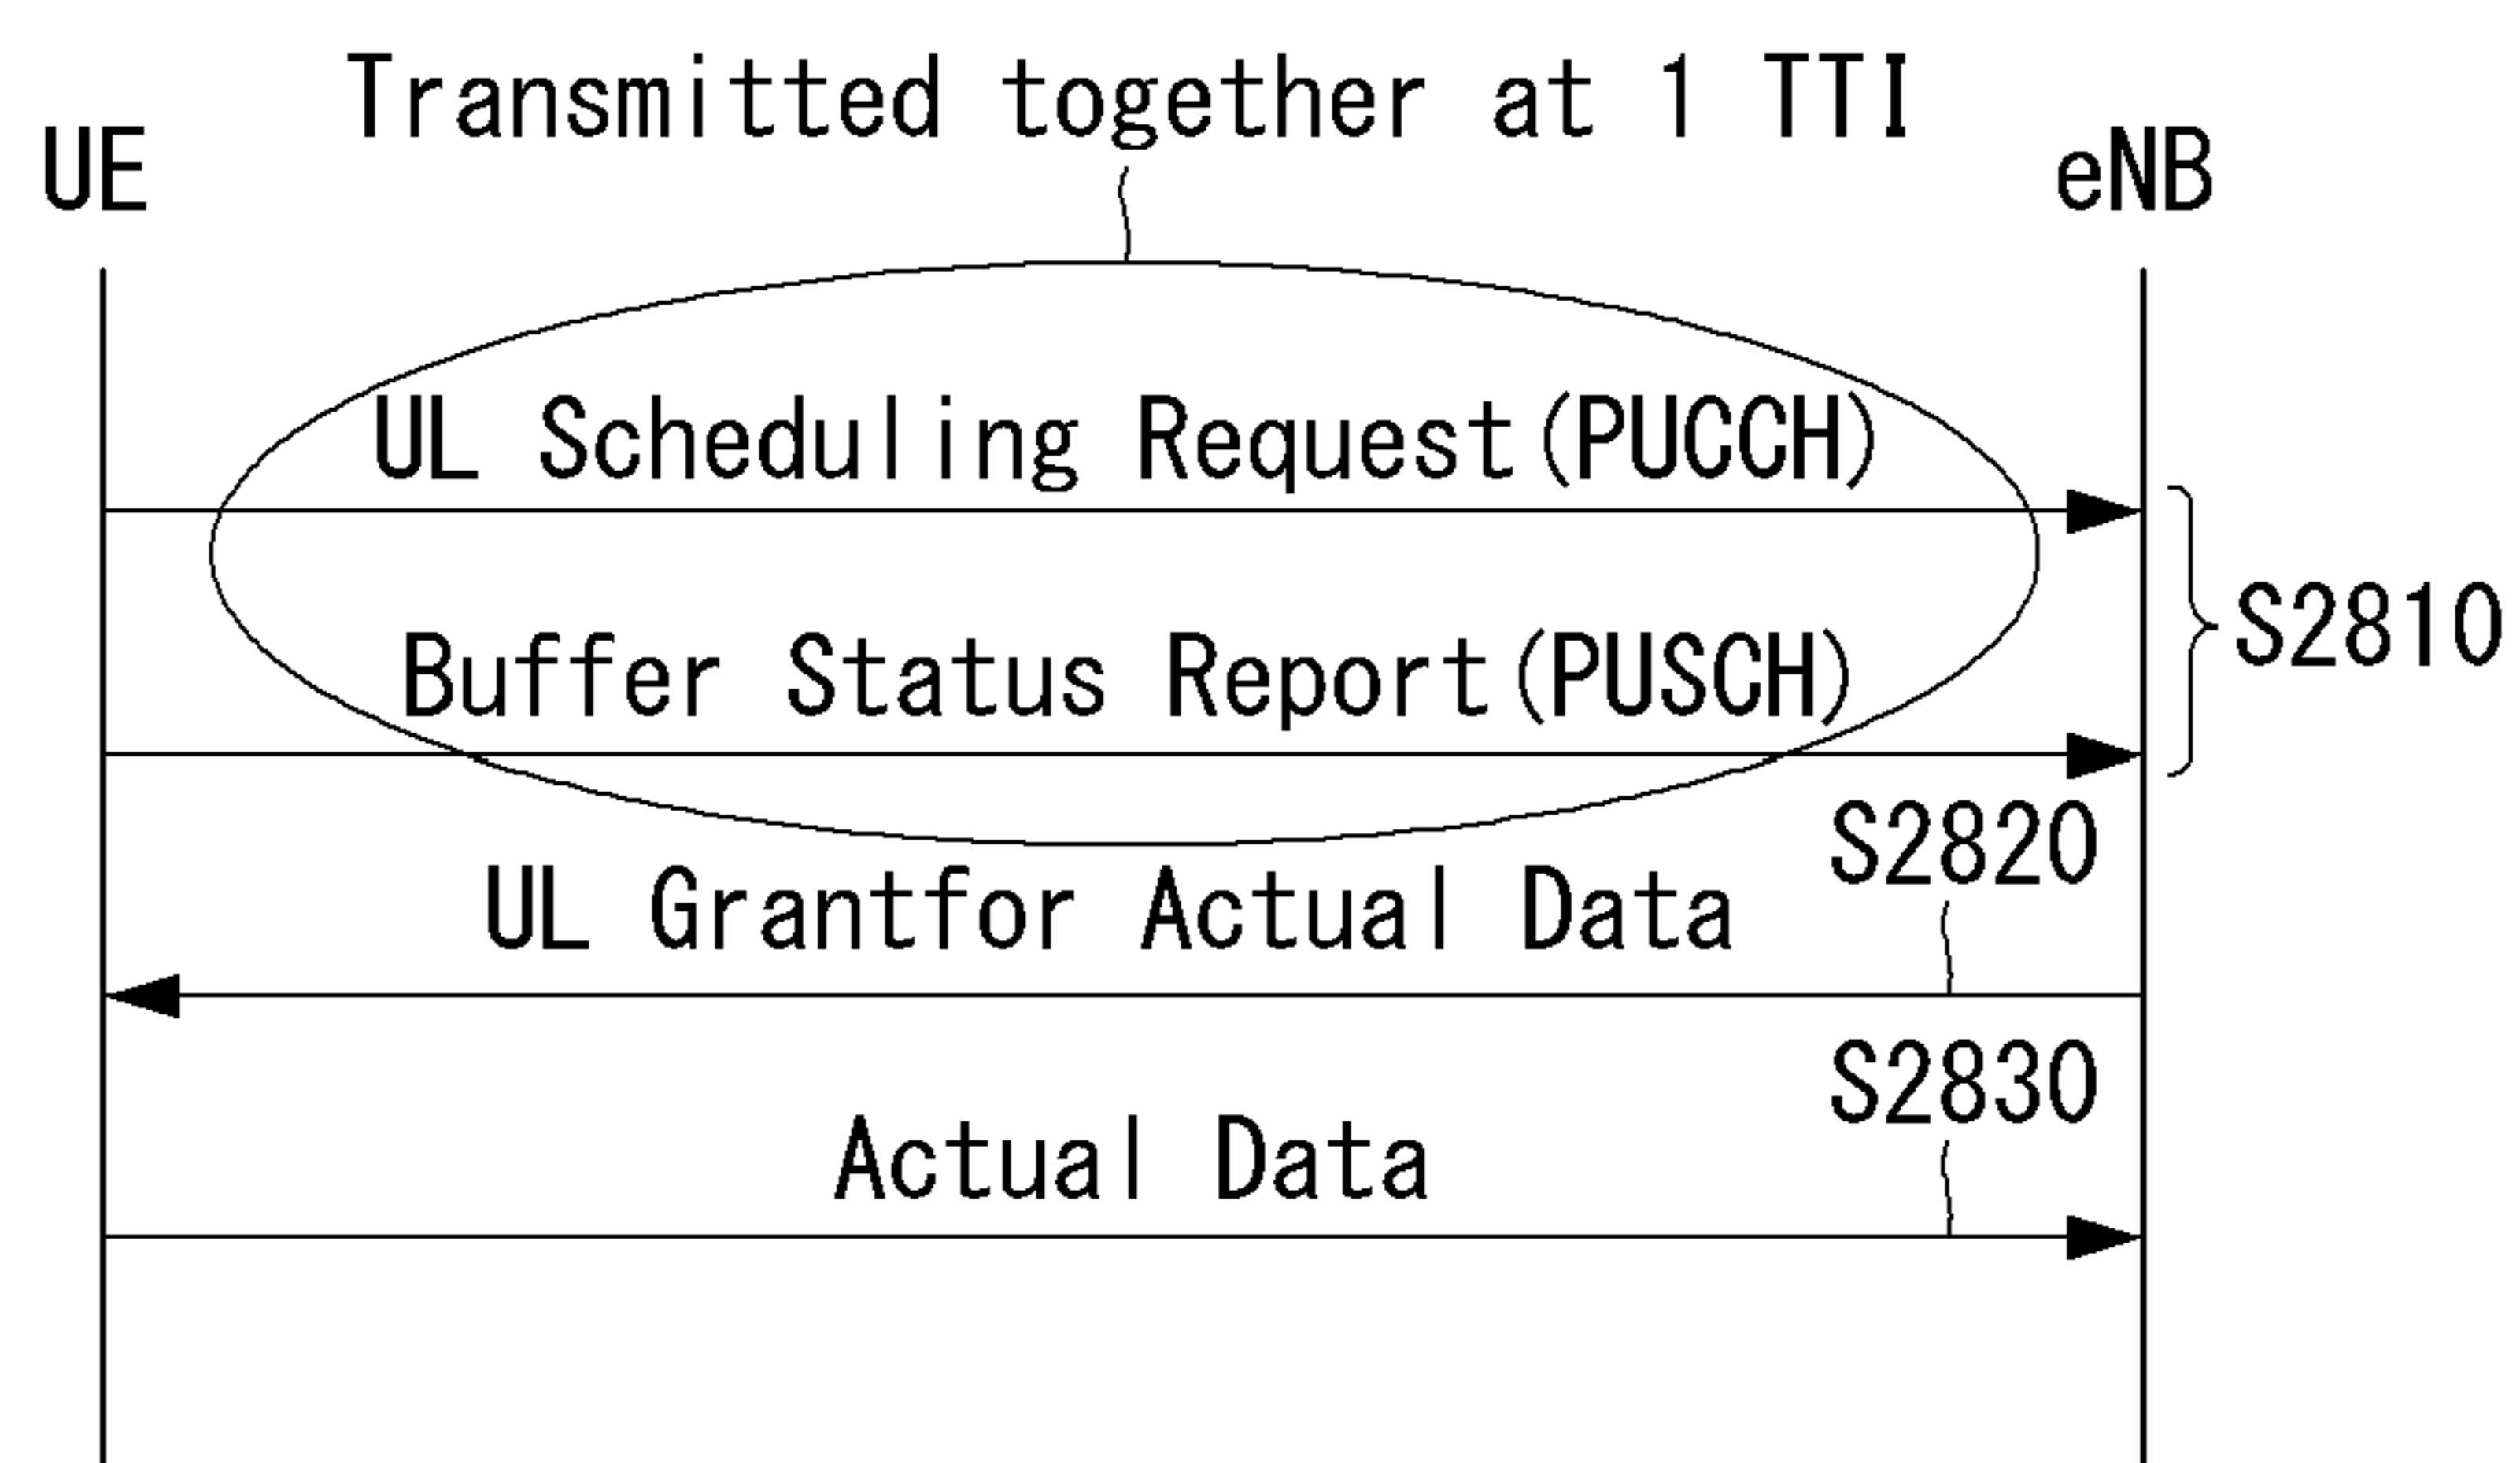 Transmitted together at 1 TTI
UE
eNB
UL Scheduling Request(PUCCH)
Buffer Status Report(PUSCH)
S2810
S2820
UL Grantfor Actual Data
S2830
Actual Data